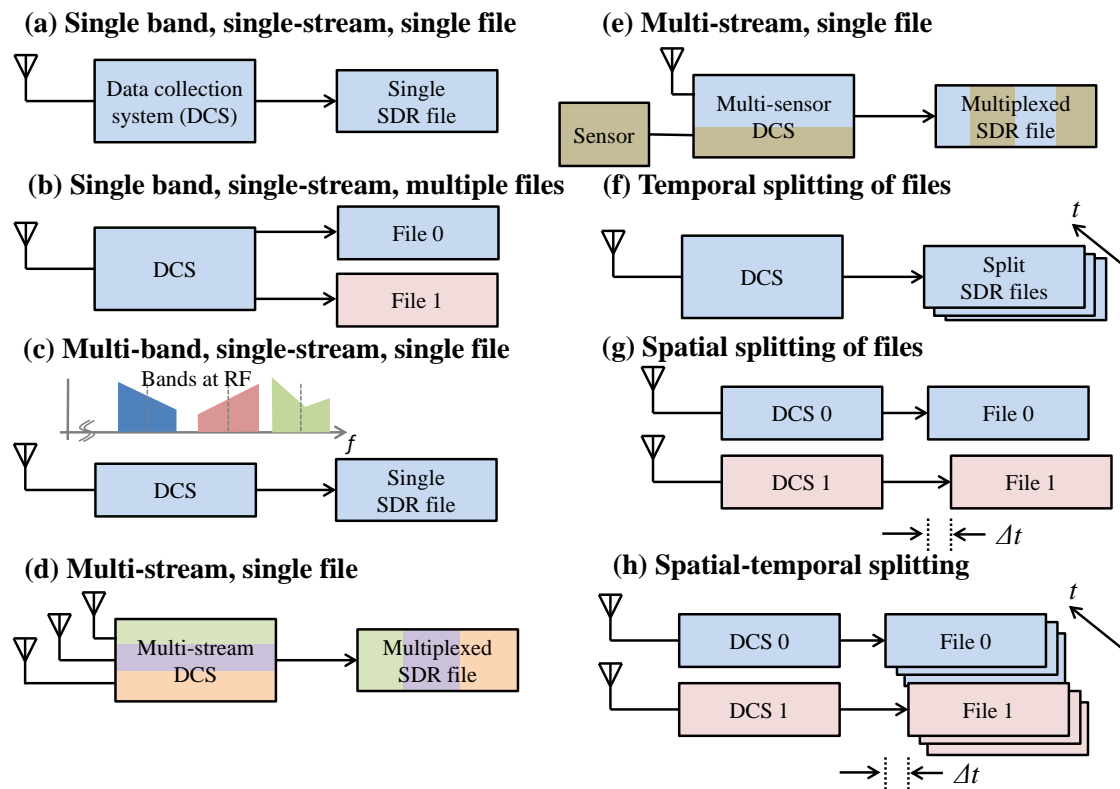 (a) Single band, single-stream, single file
Data collection
system (DCS)
Single
SDR file
(b) Single band, single-stream, multiple files
DCS
File 0
File 1
(c) Multi-band, single-stream, single file
Bands at RF
f
DCS
Single
SDR file
(d) Multi-stream, single file
Multi-stream
DCS
Multiplexed
SDR file
(e) Multi-stream, single file
Sensor
Multi-sensor
DCS
Multiplexed
SDR file
(f) Temporal splitting of files
t
DCS
Split
SDR files
(g) Spatial splitting of files
DCS 0
File 0
DCS 1
File 1
Δt
(h) Spatial-temporal splitting
t
DCS 0
File 0
DCS 1
File 1
Δt